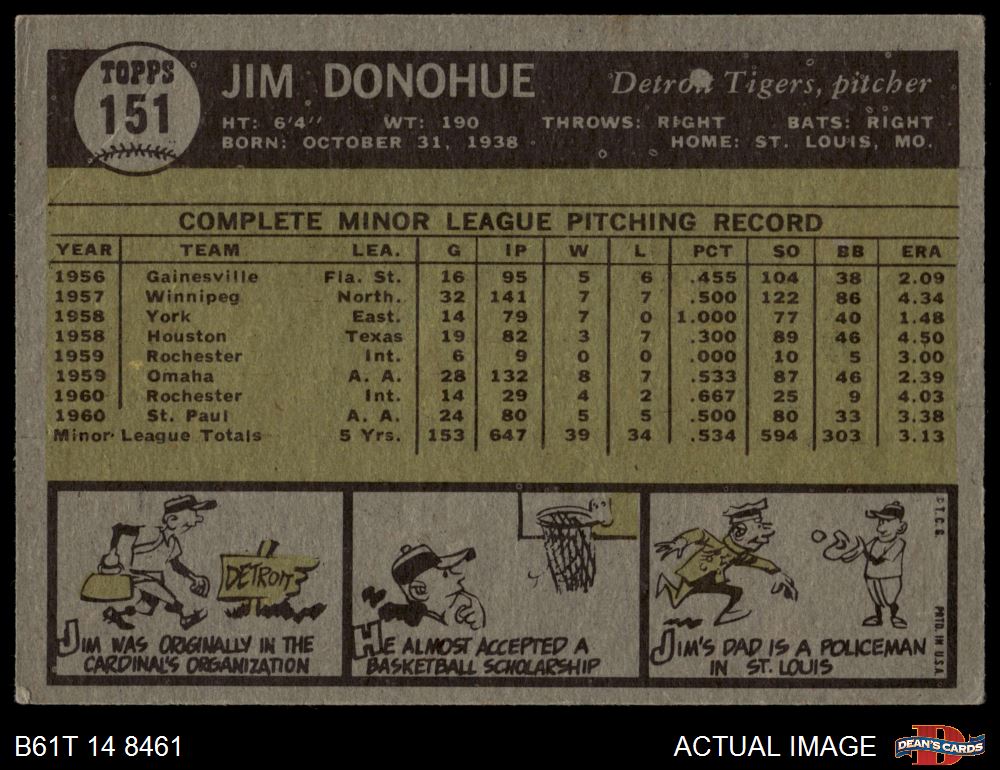 TOPPS
151
JIM DONOHUE Detroit Tigers, pitcher
HT: 6'4" WT: 190 THROWS: RIGHT BATS: RIGHT
BORN: OCTOBER 31, 1938 HOME: ST. LOUIS, MO.
COMPLETE MINOR LEAGUE PITCHING RECORD
YEAR TEAM LEA. G IP W L PCT SO BB ERA
1956 Gainesville Fla. St. 16 95 5 6 .455 104 38 2.09
1957 Winnipeg North. 32 141 7 7 .500 122 86 4.34
1958 York East. 14 79 7 0 1.000 77 40 1.48
1958 Houston Texas 19 82 3 7 .300 89 46 4.50
1959 Rochester Int. 6 9 0 0 .000 10 5 3.00
1959 Omaha A. A. 28 132 8 7 .533 87 46 2.39
1960 Rochester Int. 14 29 4 2 .667 25 9 4.03
1960 St. Paul A. A. 24 80 5 5 .500 80 33 3.38
Minor League Totals 5 Yrs. 153 647 39 34 .534 594 303 3.13
DETROIT
JIM WAS ORIGINALLY IN THE
CARDINAL'S ORGANIZATION
HE ALMOST ACCEPTED A
BASKETBALL SCHOLARSHIP
JIM'S DAD IS A POLICEMAN
IN ST. LOUIS
© T.C.G.
PRTD IN U.S.A.
B61T 14 8461
ACTUAL IMAGE
D
DEAN'S CARDS